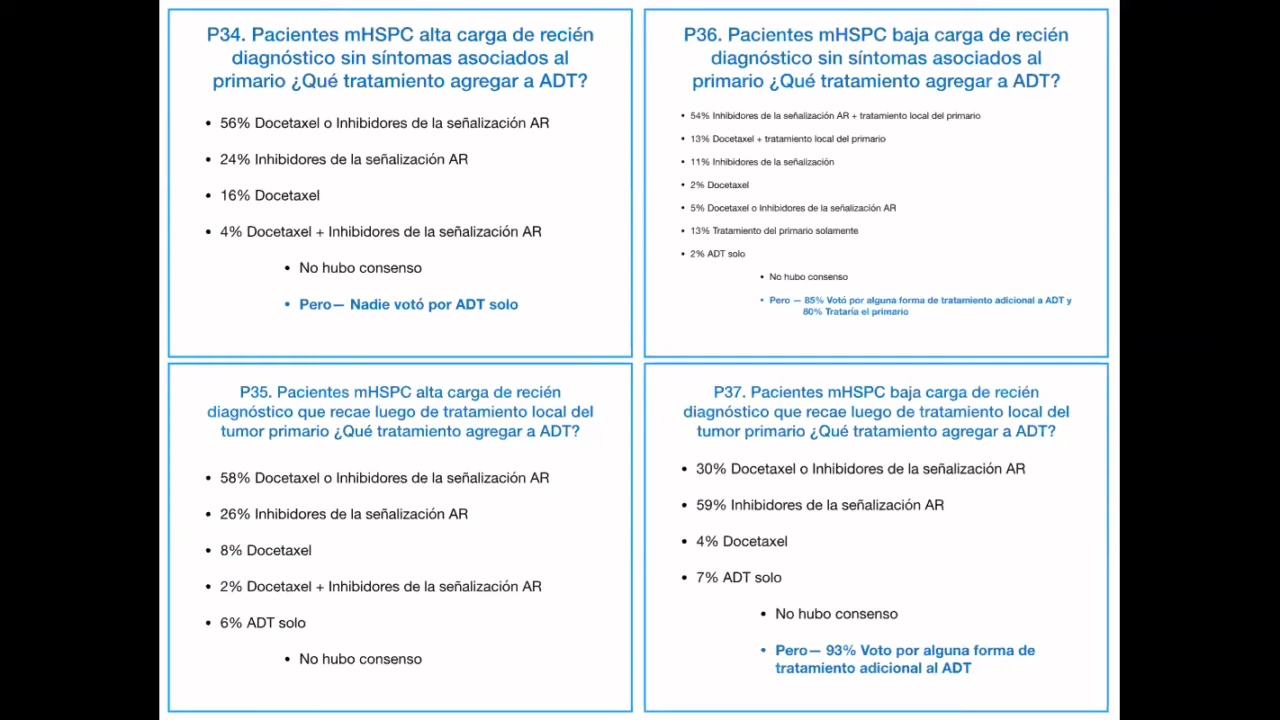 P34. Pacientes mHSPC alta carga de recién
diagnóstico sin síntomas asociados al
primario ¿Qué tratamiento agregar a ADT?
• 56% Docetaxel o Inhibidores de la señalización AR
• 24% Inhibidores de la señalización AR
• 16% Docetaxel
• 4% Docetaxel + Inhibidores de la señalización AR
• No hubo consenso
• Pero— Nadie votó por ADT solo
P36. Pacientes mHSPC baja carga de recién
diagnóstico sin síntomas asociados al
primario ¿Qué tratamiento agregar a ADT?
• 54% Inhibidores de la señalización AR + tratamiento local del primario
• 13% Docetaxel + tratamiento local del primario
• 11% Inhibidores de la señalización
• 2% Docetaxel
• 5% Docetaxel o Inhibidores de la señalización AR
• 13% Tratamiento del primario solamente
• 2% ADT solo
• No hubo consenso
• Pero — 85% Votó por alguna forma de tratamiento adicional a ADT y
80% Trataría el primario
P35. Pacientes mHSPC alta carga de recién
diagnóstico que recae luego de tratamiento local del
tumor primario ¿Qué tratamiento agregar a ADT?
• 58% Docetaxel o Inhibidores de la señalización AR
• 26% Inhibidores de la señalización AR
• 8% Docetaxel
• 2% Docetaxel + Inhibidores de la señalización AR
• 6% ADT solo
• No hubo consenso
P37. Pacientes mHSPC baja carga de recién
diagnóstico que recae luego de tratamiento local del
tumor primario ¿Qué tratamiento agregar a ADT?
• 30% Docetaxel o Inhibidores de la señalización AR
• 59% Inhibidores de la señalización AR
• 4% Docetaxel
• 7% ADT solo
• No hubo consenso
• Pero— 93% Voto por alguna forma de
tratamiento adicional al ADT